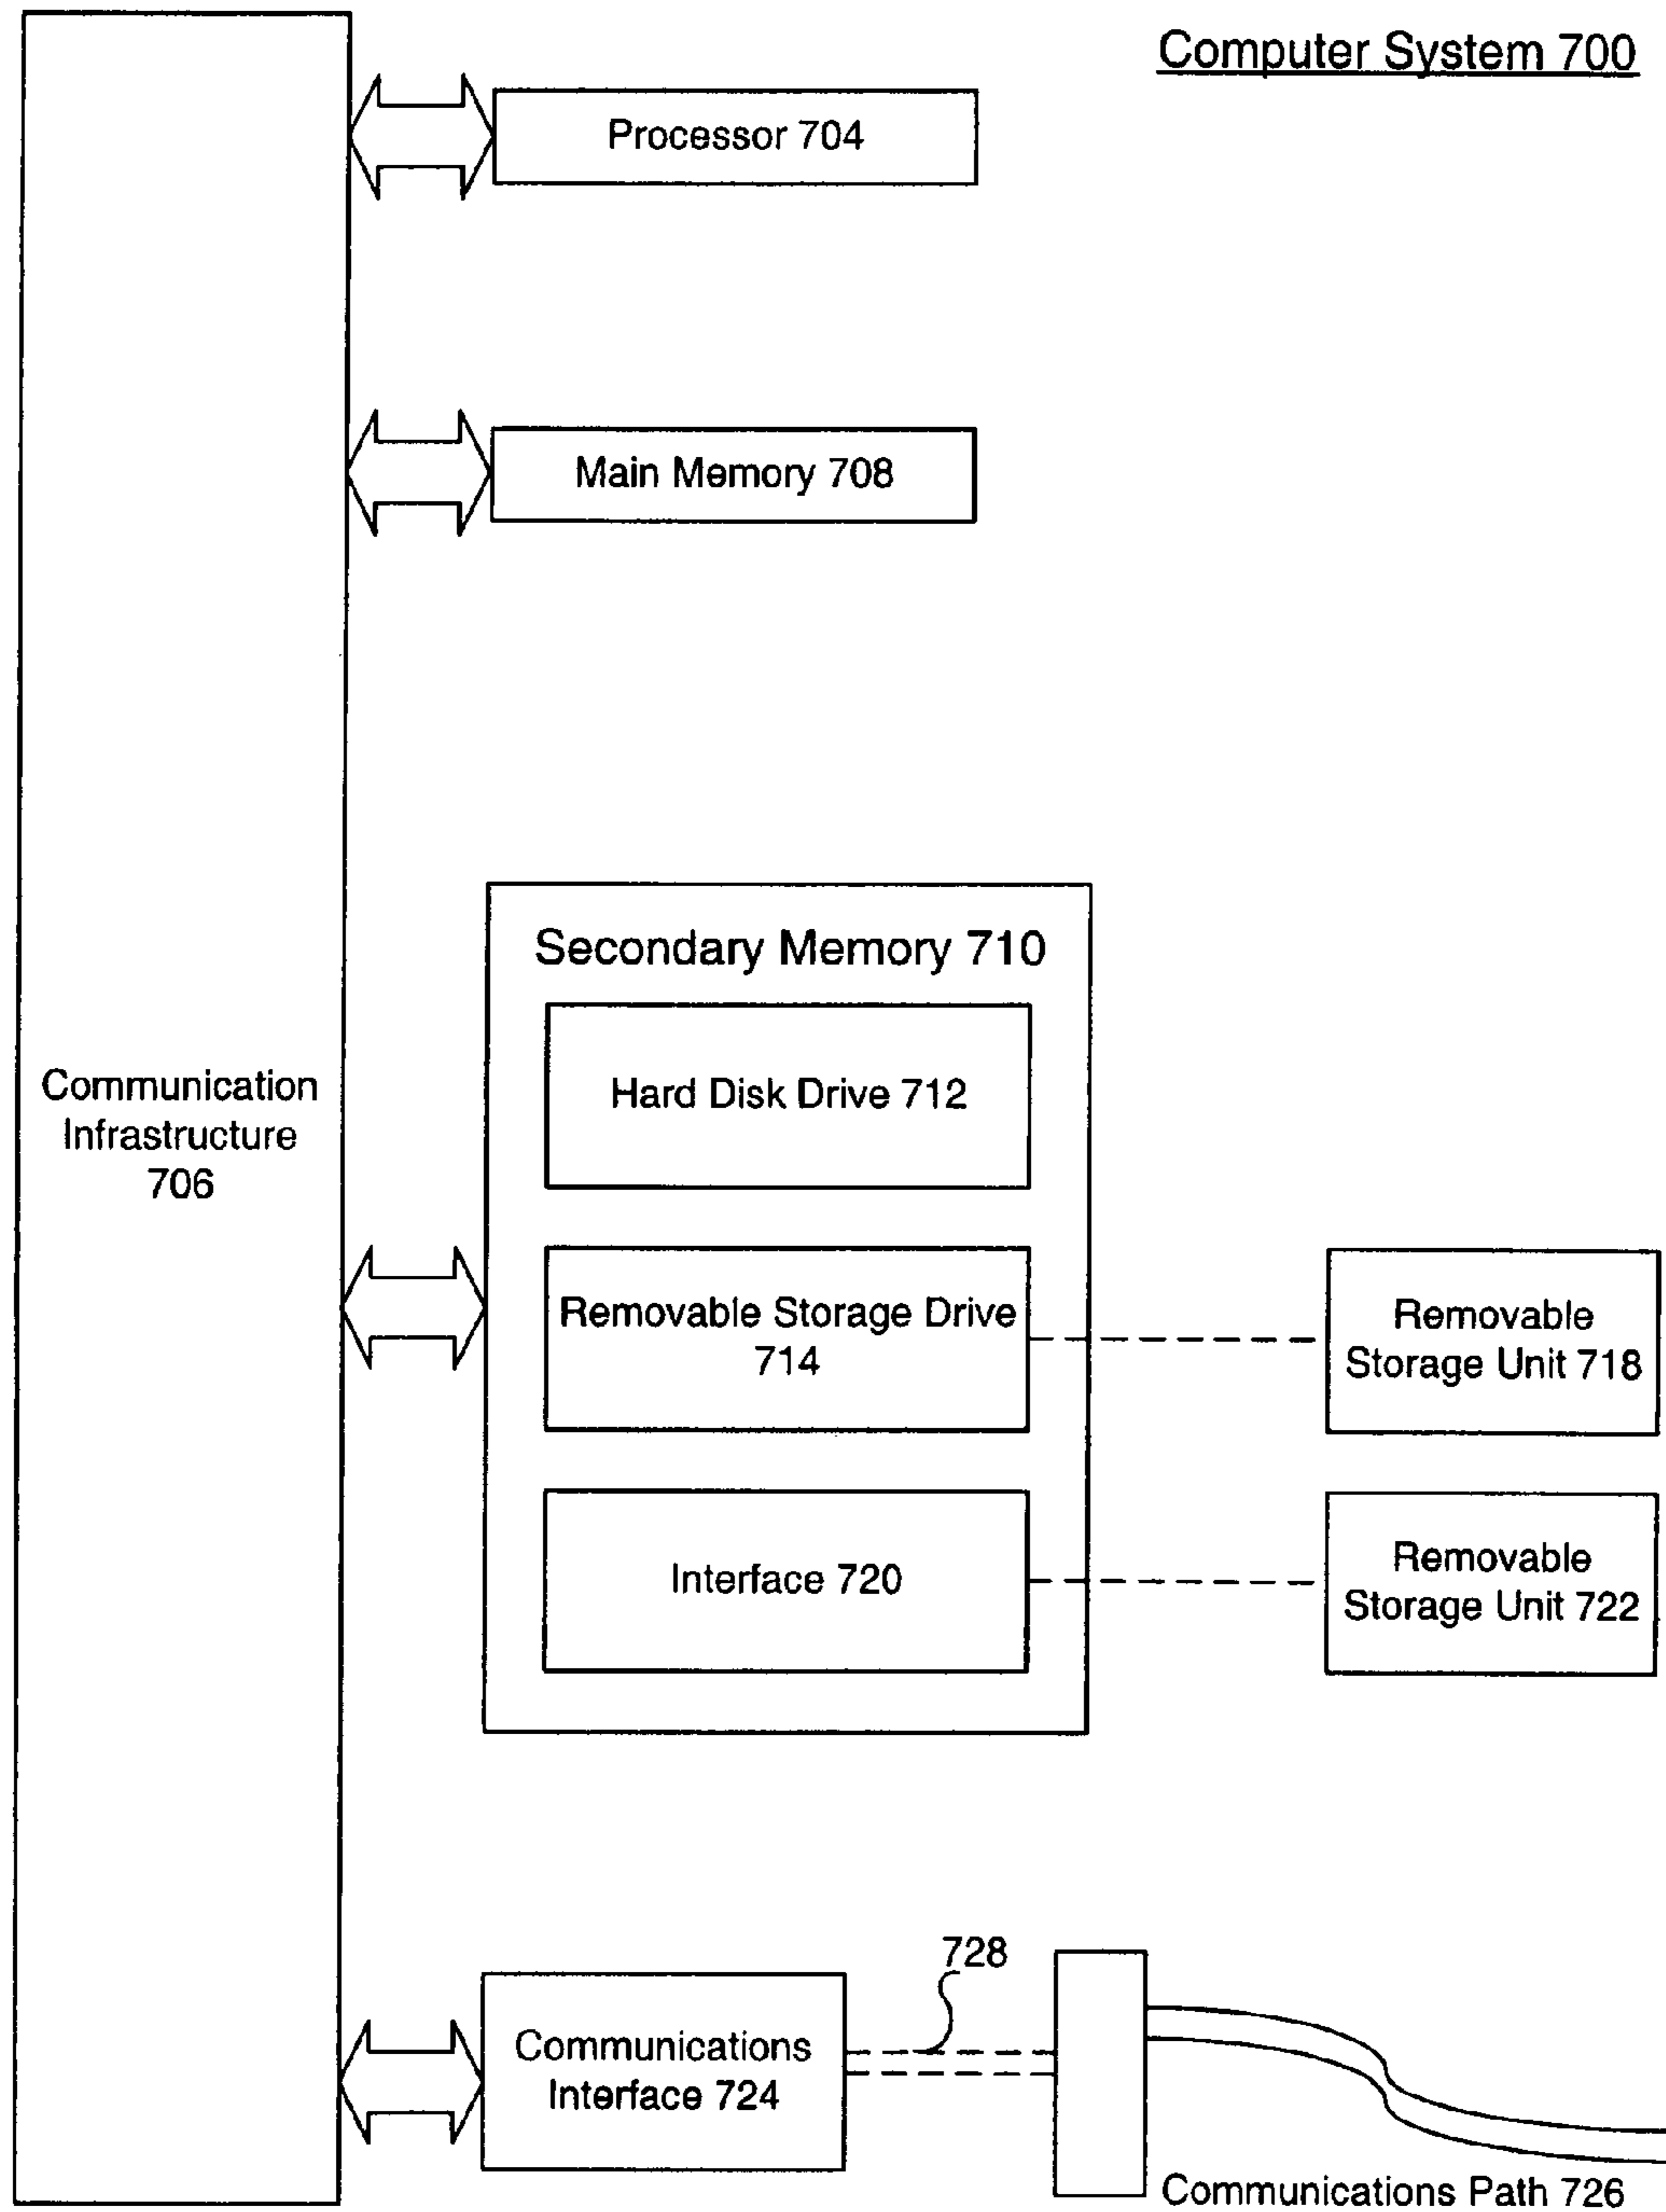 Computer System 700
Processor 704
Main Memory 708
Communication
Infrastructure
706
Secondary Memory 710
Hard Disk Drive 712
Removable Storage Drive
714
Removable
Storage Unit 718
Interface 720
Removable
Storage Unit 722
728
Communications
Interface 724
Communications Path 726